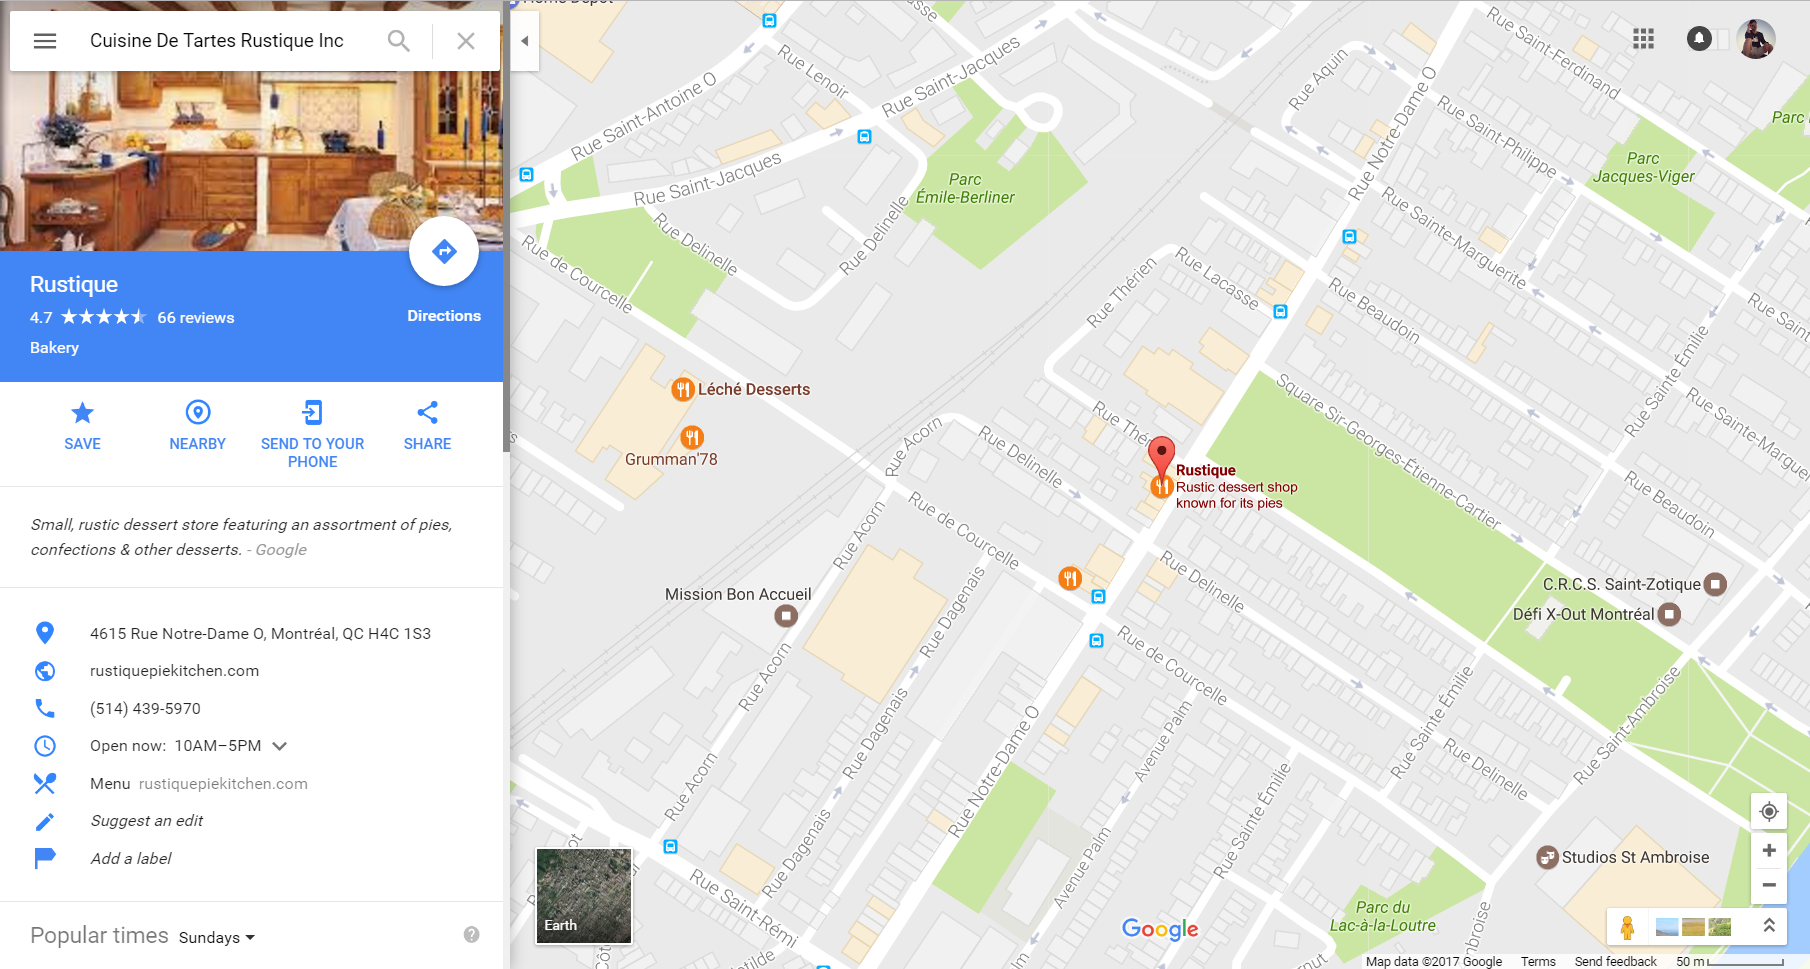 Cuisine De Tartes Rustique Inc
Rustique
4.7 66 reviews
Directions
Bakery
SAVE
NEARBY
SEND TO YOUR
PHONE
SHARE
Small, rustic dessert store featuring an assortment of pies,
confections & other desserts. - Google
4615 Rue Notre-Dame O, Montréal, QC H4C 1S3
rustiquepiekitchen.com
(514) 439-5970
Open now: 10AM–5PM
Menu rustiquepiekitchen.com
Suggest an edit
Add a label
Popular times Sundays
?
Home Depot
Rue Saint-Antoine O
Rue Lenoir
Rue Saint-Jacques
Rue Saint-Jacques
Rue Saint-Ferdinand
Rue Aquin
Rue Notre-Dame O
Rue Saint-Philippe
Parc
Parc
Jacques-Viger
Parc
Émile-Berliner
Rue Delinelle
Rue Delinelle
Rue de Courcelle
Rue Sainte-Marguerite
Rue Thérien
Rue Lacasse
Rue Beaudoin
Rue Sainte-Émilie
Rue
Léché Desserts
Grumman'78
Rue Acorn
Rue Delinelle
Rue Thé
Square Sir-Georges-Étienne-Cartier
Rustique
Rustic dessert shop
known for its pies
Rue Beaudoin
Rue de Courcelle
Rue Acorn
Rue Dagenais
Rue Delinelle
Mission Bon Accueil
C.R.C.S. Saint-Zotique
Défi X-Out Montréal
Rue de Courcelle
Rue Acorn
Rue Dagenais
Rue Notre-Dame O
Avenue Palm
Rue Sainte-Émilie
Rue Saint-Ambroise
Rue Delinelle
Rue Acorn
Rue Dagenais
Rue Sainte-Émilie
Avenue Palm
Studios St Ambroise
Rue Saint-Rémi
Parc du
Lac-à-la-Loutre
Earth
Google
Map data ©2017 Google Terms Send feedback 50 m